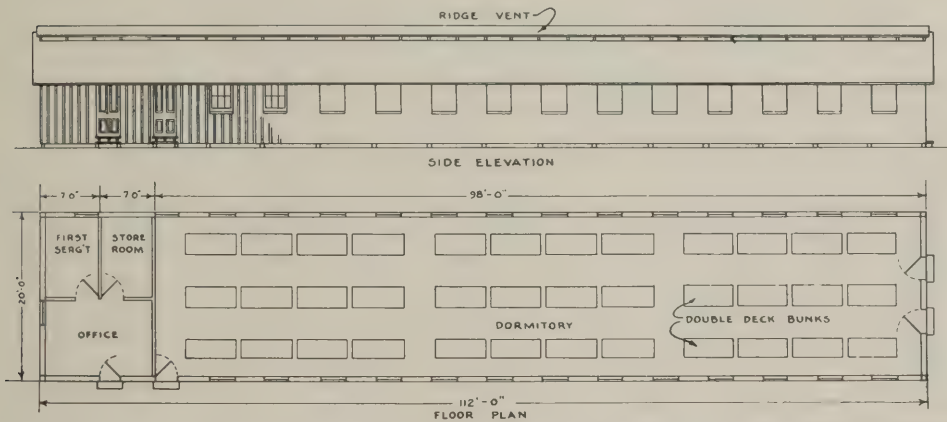 RIDGE VENT
SIDE ELEVATION
7'0"
7'0"
98'-0"
FIRST
SERG'T
STORE
ROOM
20'-0"
OFFICE
DORMITORY
DOUBLE DECK BUNKS
112'-0"
FLOOR PLAN